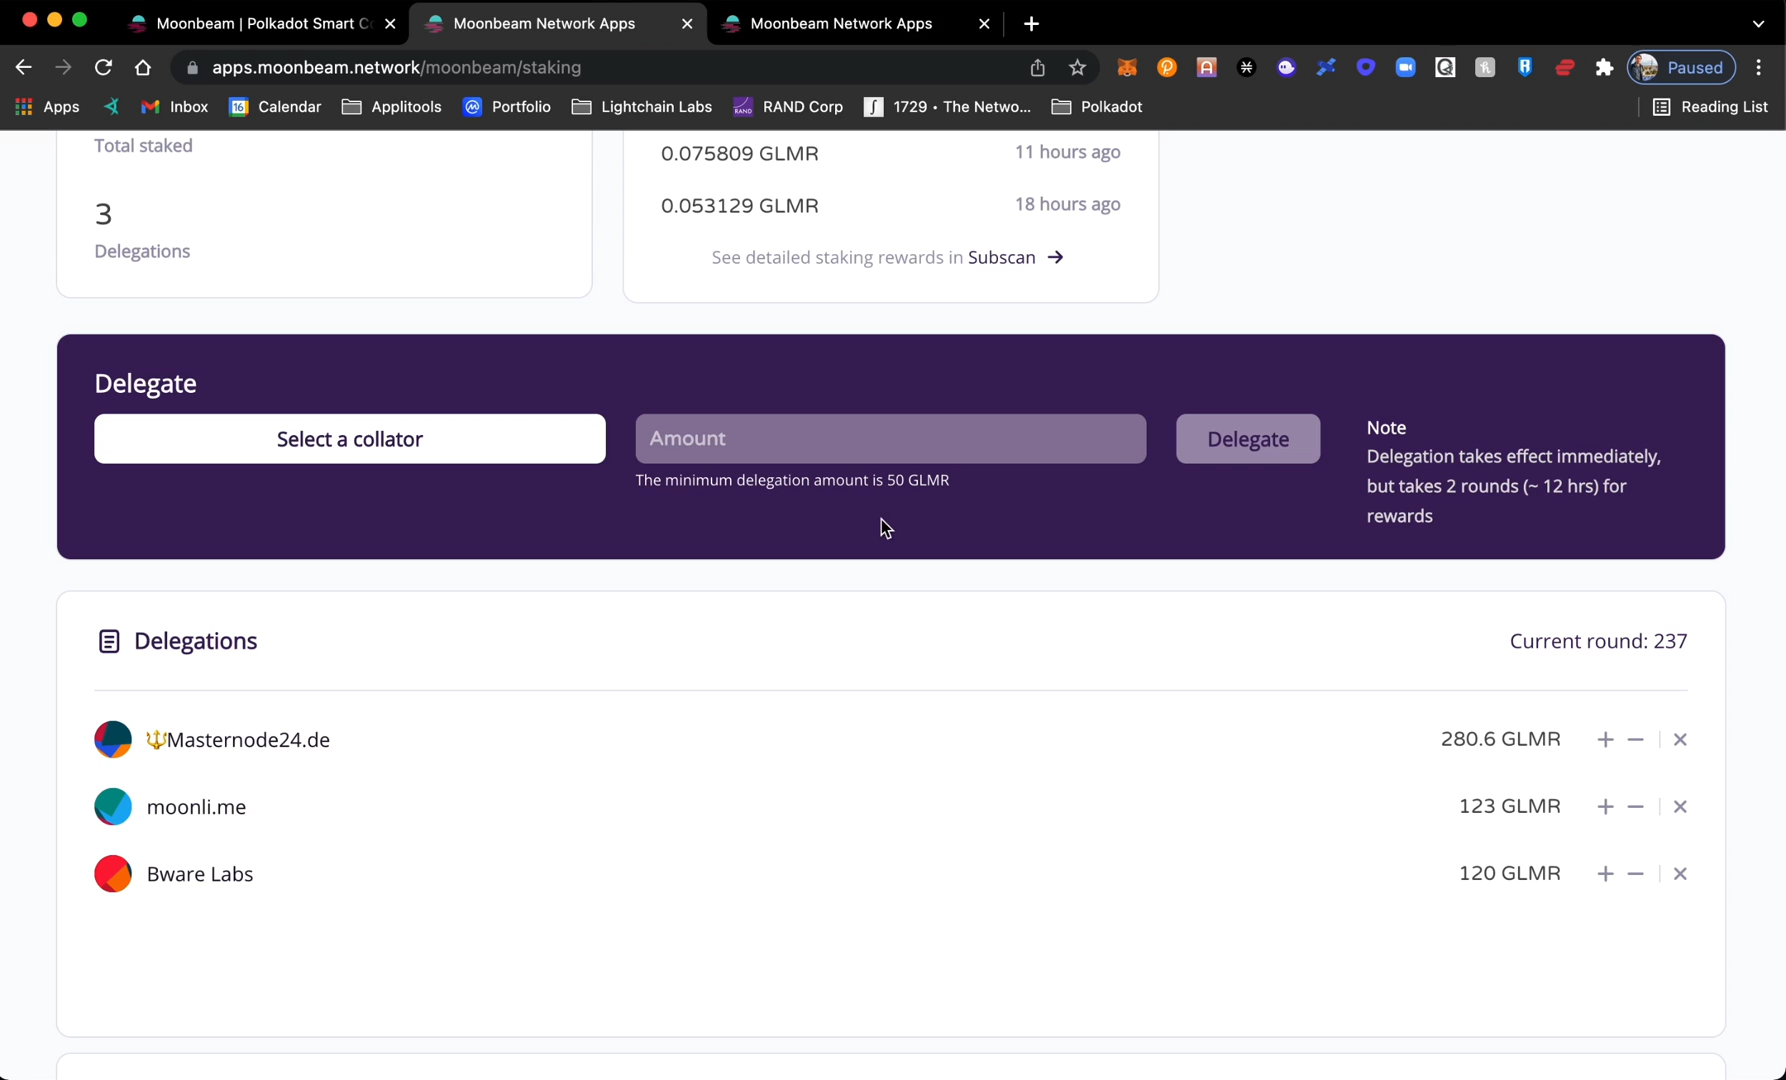 Moonbeam | Polkadot Smart Co
Moonbeam Network Apps
Moonbeam Network Apps
apps.moonbeam.network/moonbeam/staking
Paused
Apps
Inbox
16
Calendar
Applitools
Portfolio
Lightchain Labs
RAND
RAND Corp
1729 • The Netwo...
Polkadot
Reading List
Total staked
3
Delegations
0.075809 GLMR
11 hours ago
0.053129 GLMR
18 hours ago
See detailed staking rewards in Subscan →
Delegate
Select a collator
Amount
Delegate
The minimum delegation amount is 50 GLMR
Note
Delegation takes effect immediately,
but takes 2 rounds (~ 12 hrs) for
rewards
Delegations
Current round: 237
🔱Masternode24.de
280.6 GLMR
moonli.me
123 GLMR
Bware Labs
120 GLMR